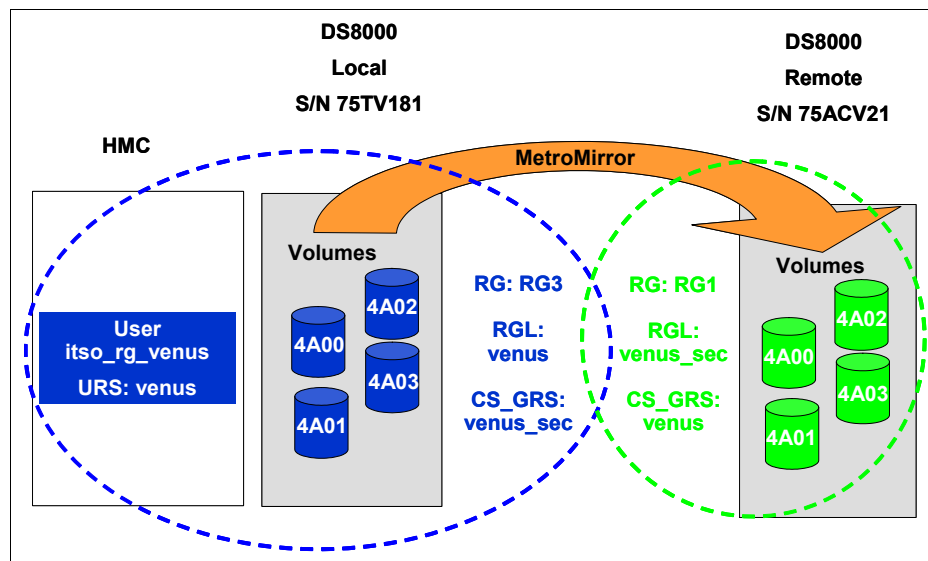 DS8000
Local
S/N 75TV181
DS8000
Remote
S/N 75ACV21
HMC
MetroMirror
User
itso_rg_venus
URS: venus
Volumes
4A02
4A00
4A03
4A01
RG: RG3
RGL:
venus
CS_GRS:
venus_sec
RG: RG1
RGL:
venus_sec
CS_GRS:
venus
Volumes
4A02
4A00
4A03
4A01